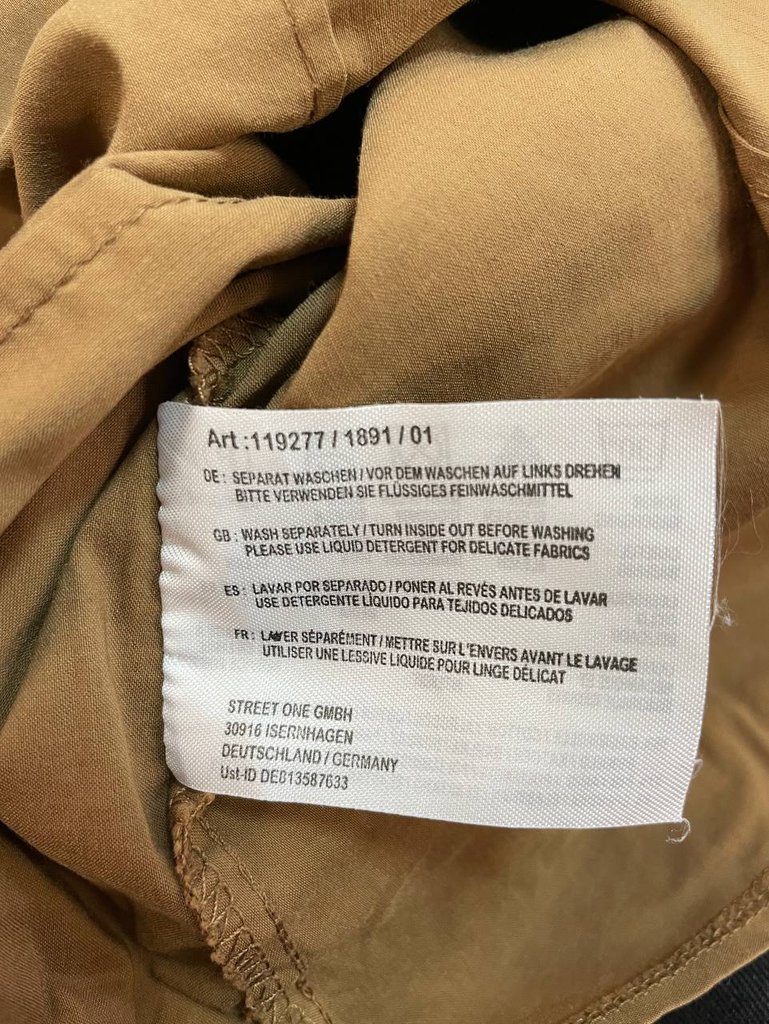 Art :119277 / 1891 / 01
DE : SEPARAT WASCHEN / VOR DEM WASCHEN AUF LINKS DREHEN
BITTE VERWENDEN SIE FLÜSSIGES FEINWASCHMITTEL
GB : WASH SEPARATELY / TURN INSIDE OUT BEFORE WASHING
PLEASE USE LIQUID DETERGENT FOR DELICATE FABRICS
ES : LAVAR POR SEPARADO / PONER AL REVÉS ANTES DE LAVAR
USE DETERGENTE LÍQUIDO PARA TEJIDOS DELICADOS
FR : LAVER SÉPARÉMENT / METTRE SUR L'ENVERS AVANT LE LAVAGE
UTILISER UNE LESSIVE LIQUIDE POUR LINGE DÉLICAT
STREET ONE GMBH
30916 ISERNHAGEN
DEUTSCHLAND / GERMANY
Ust-ID DE813587633